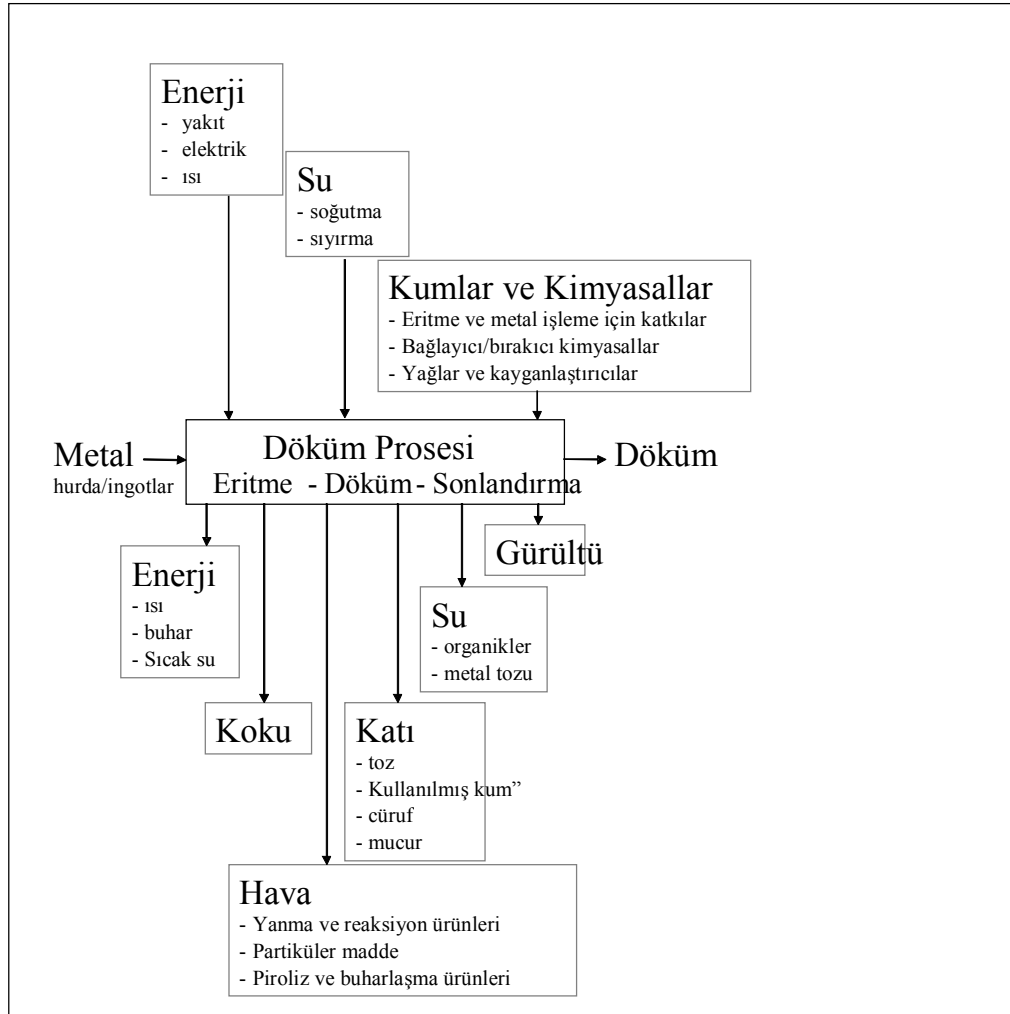 Enerji
- yakıt
- elektrik
- ısı
Su
- soğutma
- sıyırma
Kumlar ve Kimyasallar
- Eritme ve metal işleme için katkılar
- Bağlayıcı/bırakıcı kimyasallar
- Yağlar ve kayganlaştırıcılar
Metal
hurda/ingotlar
Döküm Prosesi
Eritme - Döküm - Sonlandırma
Döküm
Gürültü
Enerji
- ısı
- buhar
- Sıcak su
Su
- organikler
- metal tozu
Koku
Katı
- toz
- Kullanılmış kum”
- cüruf
- mucur
Hava
- Yanma ve reaksiyon ürünleri
- Partiküler madde
- Piroliz ve buharlaşma ürünleri